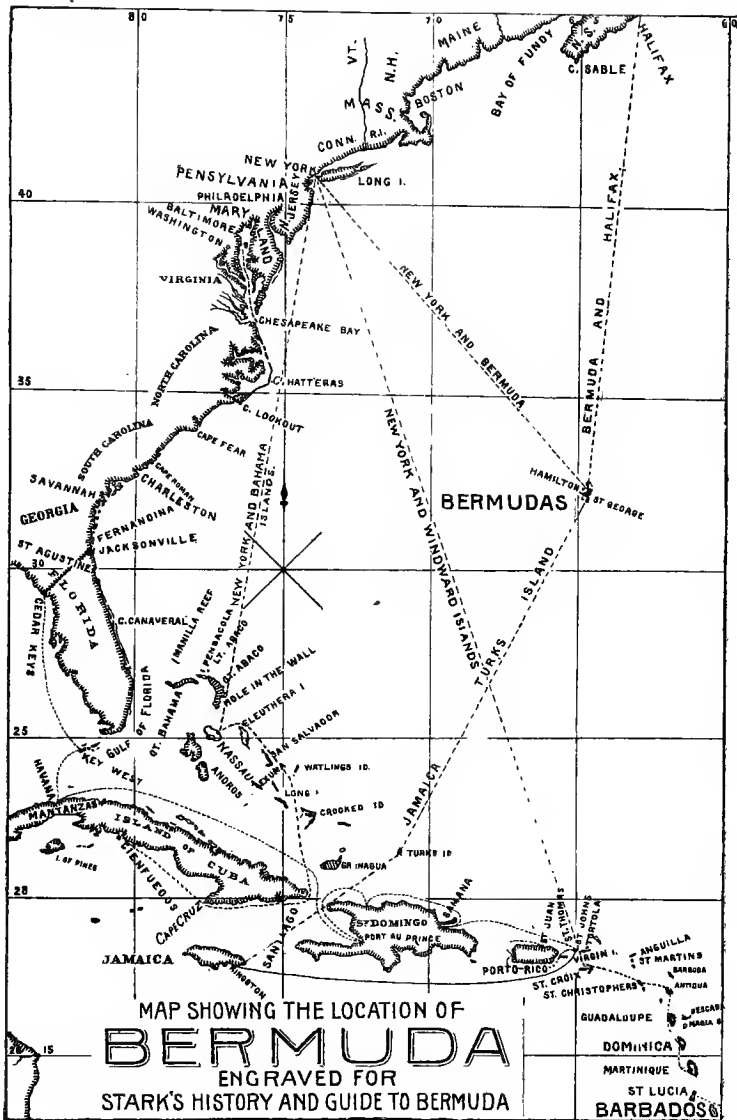 80
75
70
65
60
MAINE
VT.
N.H.
N.S.
HALIFAX
BAY OF FUNDY
C. SABLE
MASS.
BOSTON
CONN.
R.I.
NEW YORK
LONG I.
PENSYLVANIA
PHILADELPHIA
N. JERSEY
40
MARY LAND
BALTIMORE
WASHINGTON
VIRGINIA
CHESAPEAKE BAY
NEW YORK AND BERMUDA
BERMUDA AND HALIFAX.
NORTH CAROLINA
C. HATTERAS
35
C. LOOKOUT
SOUTH CAROLINA
CAPE FEAR
CAPE ROMAN
CHARLESTON
SAVANNAH
GEORGIA
FERNANDINA
JACKSONVILLE
ST AGUSTINE
NEW YORK AND BAHAMA ISLANDS.
NEW YORK AND WINDWARD ISLANDS
BERMUDAS
HAMILTON
ST GEORGE
30
FLORIDA
CEDAR KEYS
C. CANAVERAL
MANILLA REEF
PENSACOLA
LT. ABACO
GT. ABACO
HOLE IN THE WALL
ELEUTHERA I
JAMAICA TURKS ISLAND
25
GULF OF FLORIDA
GT. BAHAMA
KEY WEST
NASSAU
ANDROS I
SAN SALVADOR
EXUMA
WATLINGS ID.
LONG I
CROOKED ID
HAVANA
MANTANZAS
ISLAND OF CUBA
I. OF PINES
CIENFUEGOS
CAPE CRUZ
GR INAGUA
TURKS ID
20
SANTIAGO
ST DOMINGO
PORT AU PRINCE
SAMANA
JAMAICA
KINGSTON
PORTO-RICO
ST JUAN
ST THOMAS
ST JOHNS
TORTOLA
VIRGIN I.
ST. CROIX
ST. CHRISTOPHERS
ANGUILLA
ST MARTINS
BARBUDA
ANTIQUA
GUADALOUPE
DOMINICA
MARTINIQUE
ST LUCIA
BARBADOS
15
MAP SHOWING THE LOCATION OF
BERMUDA
ENGRAVED FOR
STARK'S HISTORY AND GUIDE TO BERMUDA